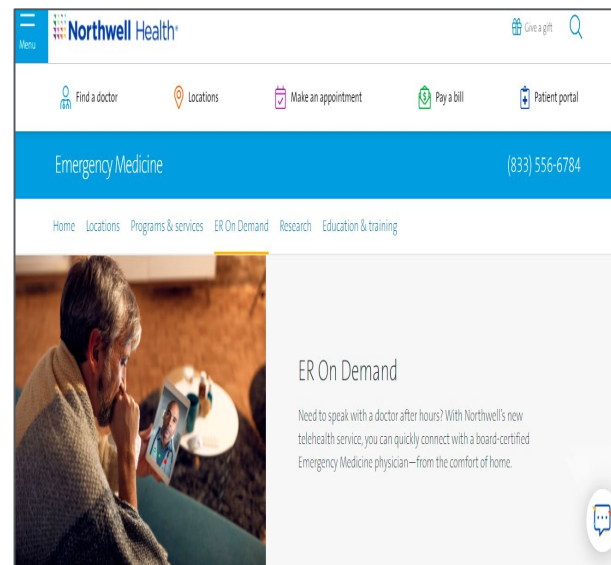 Menu
Northwell Health®
Give a gift
Find a doctor
Locations
Make an appointment
Pay a bill
Patient portal
Emergency Medicine
(833) 556-6784
Home Locations Programs & services ER On Demand Research Education & training
ER On Demand
Need to speak with a doctor after hours? With Northwell's new
telehealth service, you can quickly connect with a board-certified
Emergency Medicine physician—from the comfort of home.